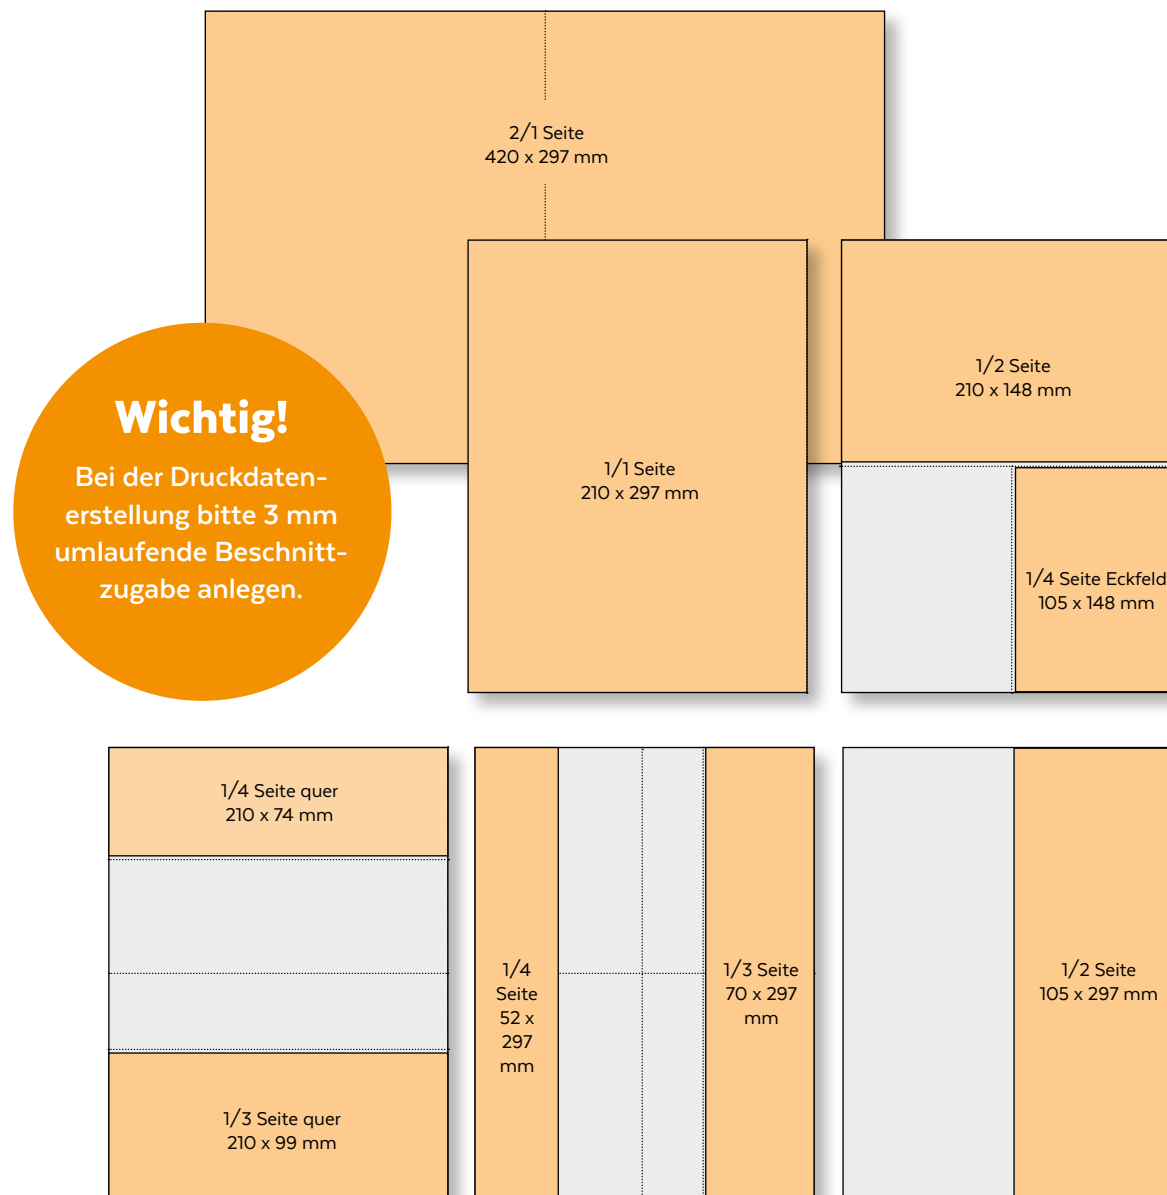 2/1 Seite
420 x 297 mm
1/2 Seite
210 x 148 mm
Wichtig!
Bei der Druckdaten-
erstellung bitte 3 mm
umlaufende Beschnitt-
zugabe anlegen.
1/1 Seite
210 x 297 mm
1/4 Seite Eckfeld
105 x 148 mm
1/4 Seite quer
210 x 74 mm
1/4
Seite
52 x
297
mm
1/3 Seite
70 x 297
mm
1/2 Seite
105 x 297 mm
1/3 Seite quer
210 x 99 mm